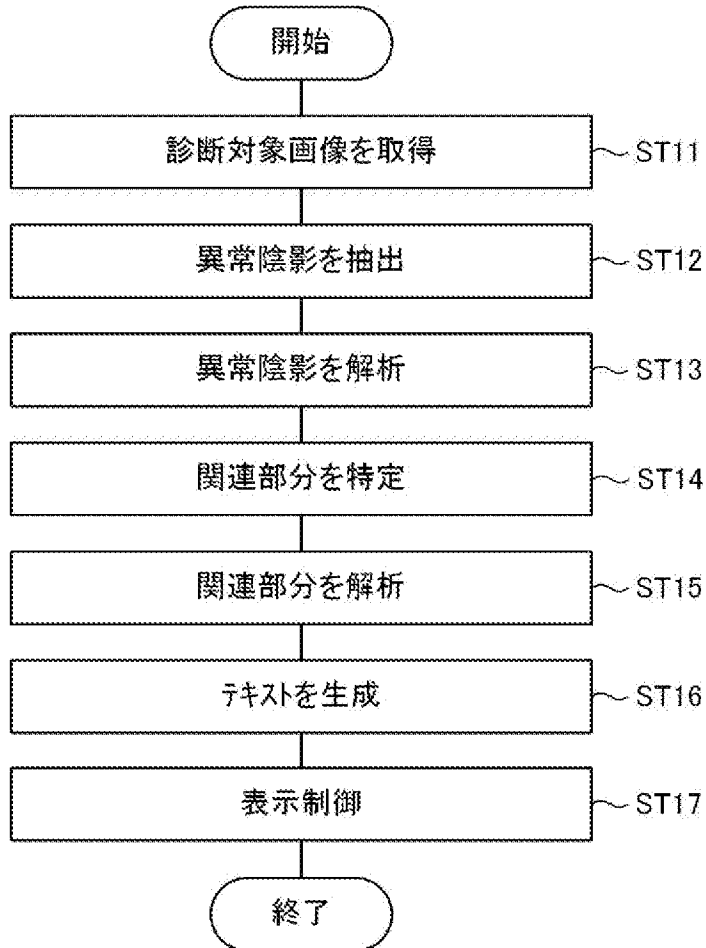 開始
診断対象画像を取得 ST11
異常陰影を抽出 ST12
異常陰影を解析 ST13
関連部分を特定 ST14
関連部分を解析 ST15
テキストを生成 ST16
表示制御 ST17
終了